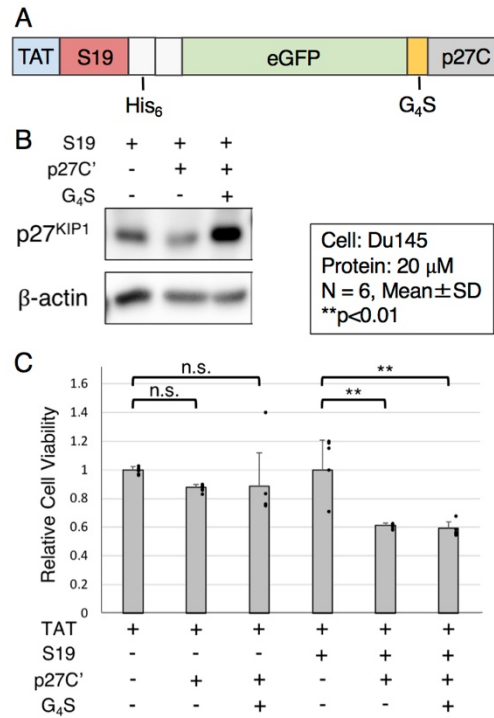 A
TAT S19 eGFP p27C
His6 G4S
B
S19 + + +
p27C' - + +
G4S - - +
p27KIP1
β-actin
Cell: Du145
Protein: 20 μM
N = 6, Mean±SD
**p<0.01
C
n.s. **
n.s. **
Relative Cell Viability
1.6
1.4
1.2
1
0.8
0.6
0.4
0.2
0
TAT + + + + + +
S19 - - - + + +
p27C' - + + - + +
G4S - - + - - +